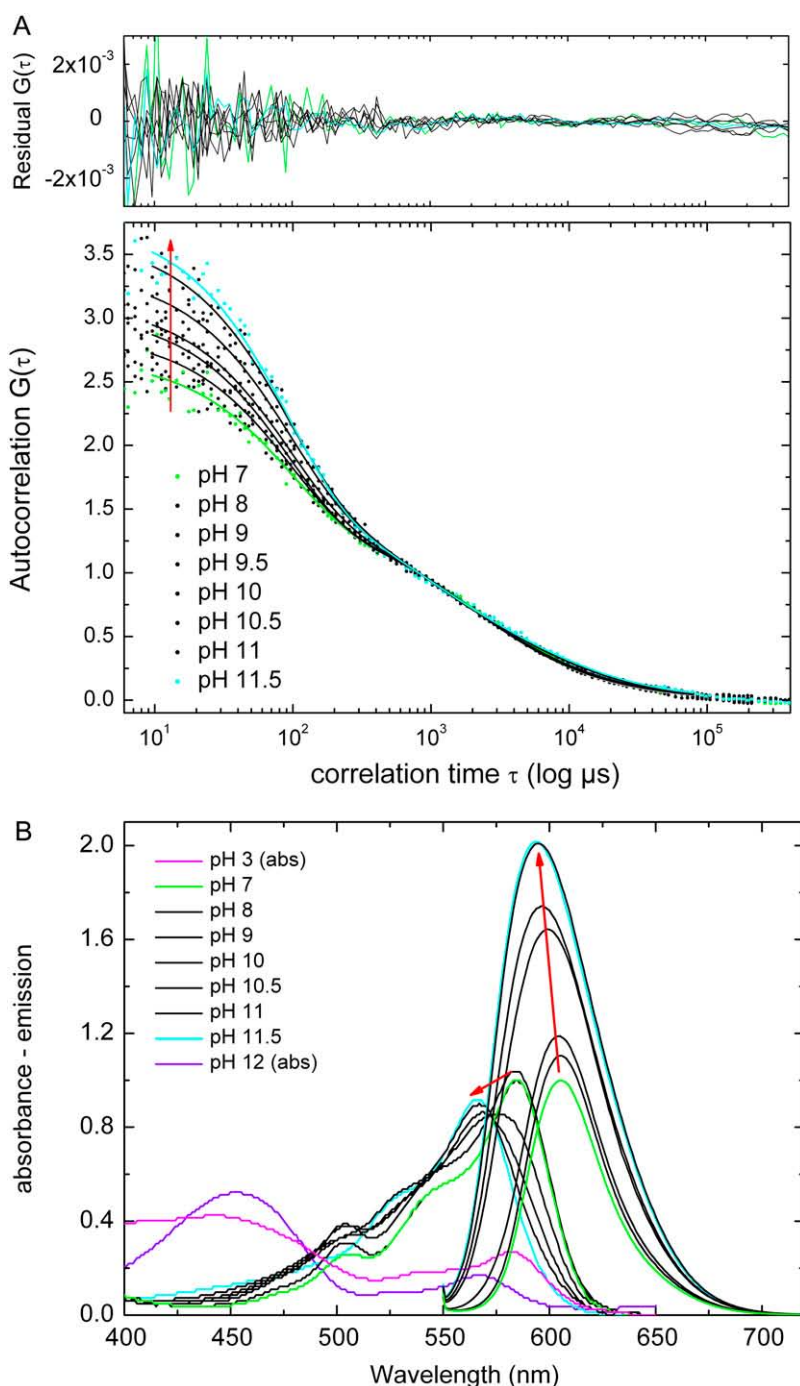 A
Residual G(τ)
2x10⁻³
0
-2x10⁻³
Autocorrelation G(τ)
3.5
3.0
2.5
2.0
1.5
1.0
0.5
0.0
pH 7
pH 8
pH 9
pH 9.5
pH 10
pH 10.5
pH 11
pH 11.5
10¹ 10² 10³ 10⁴ 10⁵
correlation time τ (log µs)
B
absorbance - emission
2.0
1.6
1.2
0.8
0.4
0.0
pH 3 (abs)
pH 7
pH 8
pH 9
pH 10
pH 10.5
pH 11
pH 11.5
pH 12 (abs)
400 450 500 550 600 650 700
Wavelength (nm)